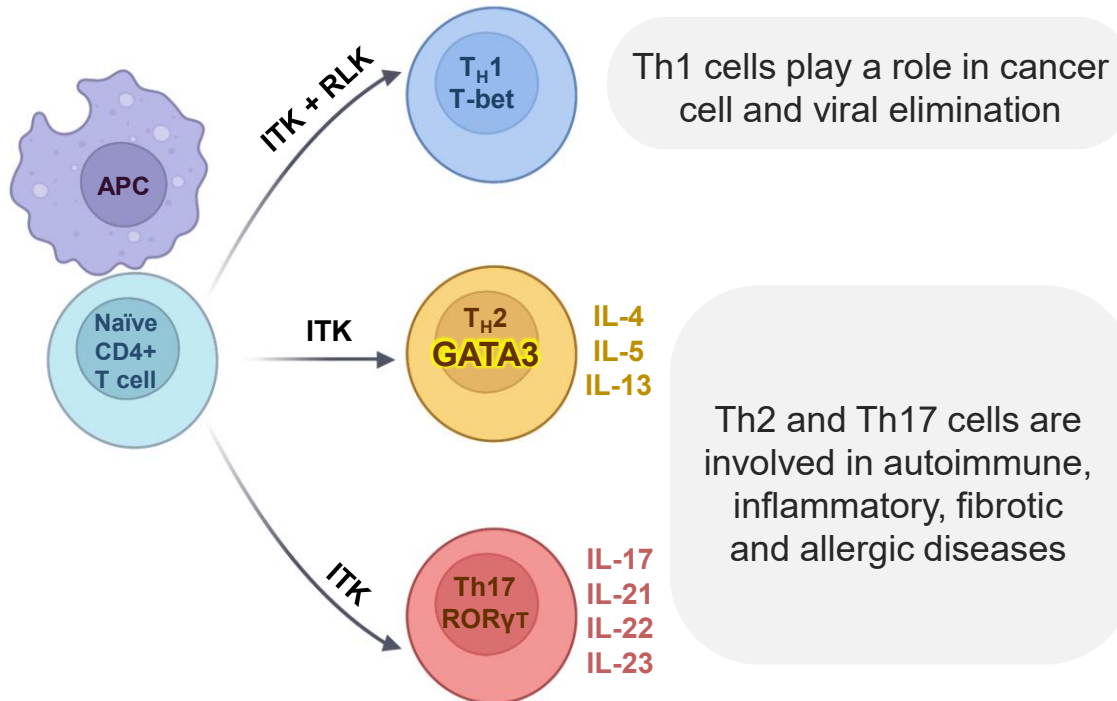 ITK + RLK
T_H1
T-bet
Th1 cells play a role in cancer
cell and viral elimination
APC
Naïve
CD4+
T cell
ITK
T_H2
GATA3
IL-4
IL-5
IL-13
Th2 and Th17 cells are
involved in autoimmune,
inflammatory, fibrotic
and allergic diseases
ITK
Th17
RORγT
IL-17
IL-21
IL-22
IL-23